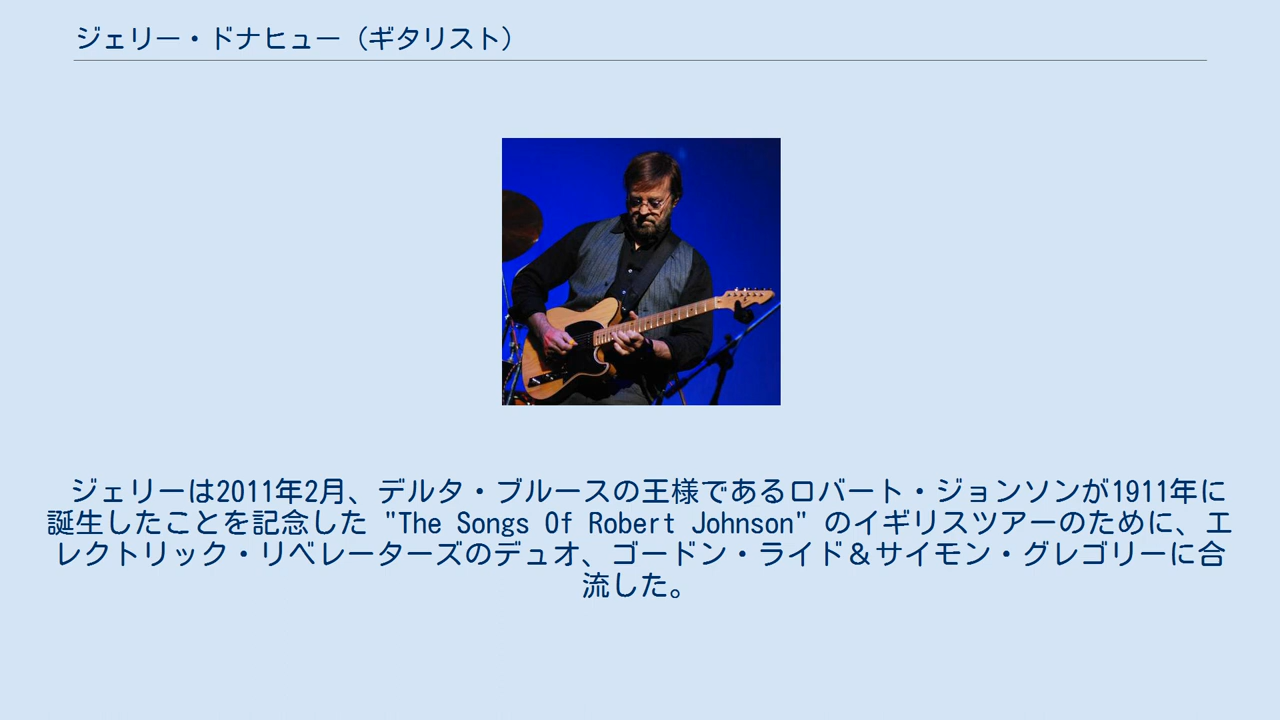 ジェリー・ドナヒュー（ギタリスト）
ジェリーは2011年2月、デルタ・ブルースの王様であるロバート・ジョンソンが1911年に
誕生したことを記念した "The Songs Of Robert Johnson" のイギリスツアーのために、エ
レクトリック・リベレーターズのデュオ、ゴードン・ライド＆サイモン・グレゴリーに合
流した。